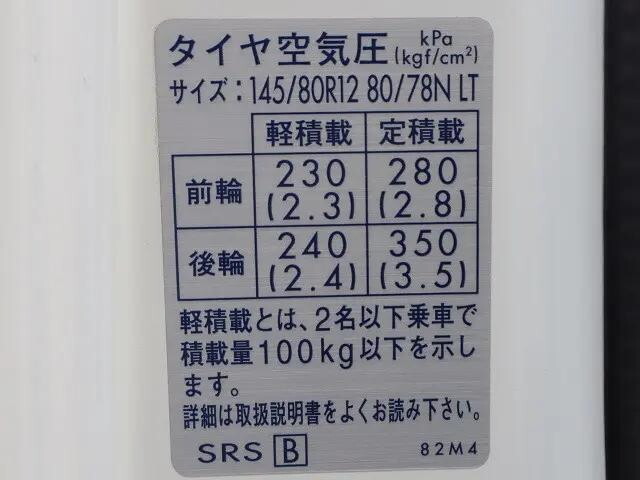 タイヤ空気圧 kPa
(kgf/cm²)
サイズ：145/80R12 80/78N LT
軽積載 定積載
前輪 230 280
(2.3) (2.8)
後輪 240 350
(2.4) (3.5)
軽積載とは、2名以下乗車で
積載量100kg以下を示し
ます。
詳細は取扱説明書をよくお読み下さい。
SRS B 82M4